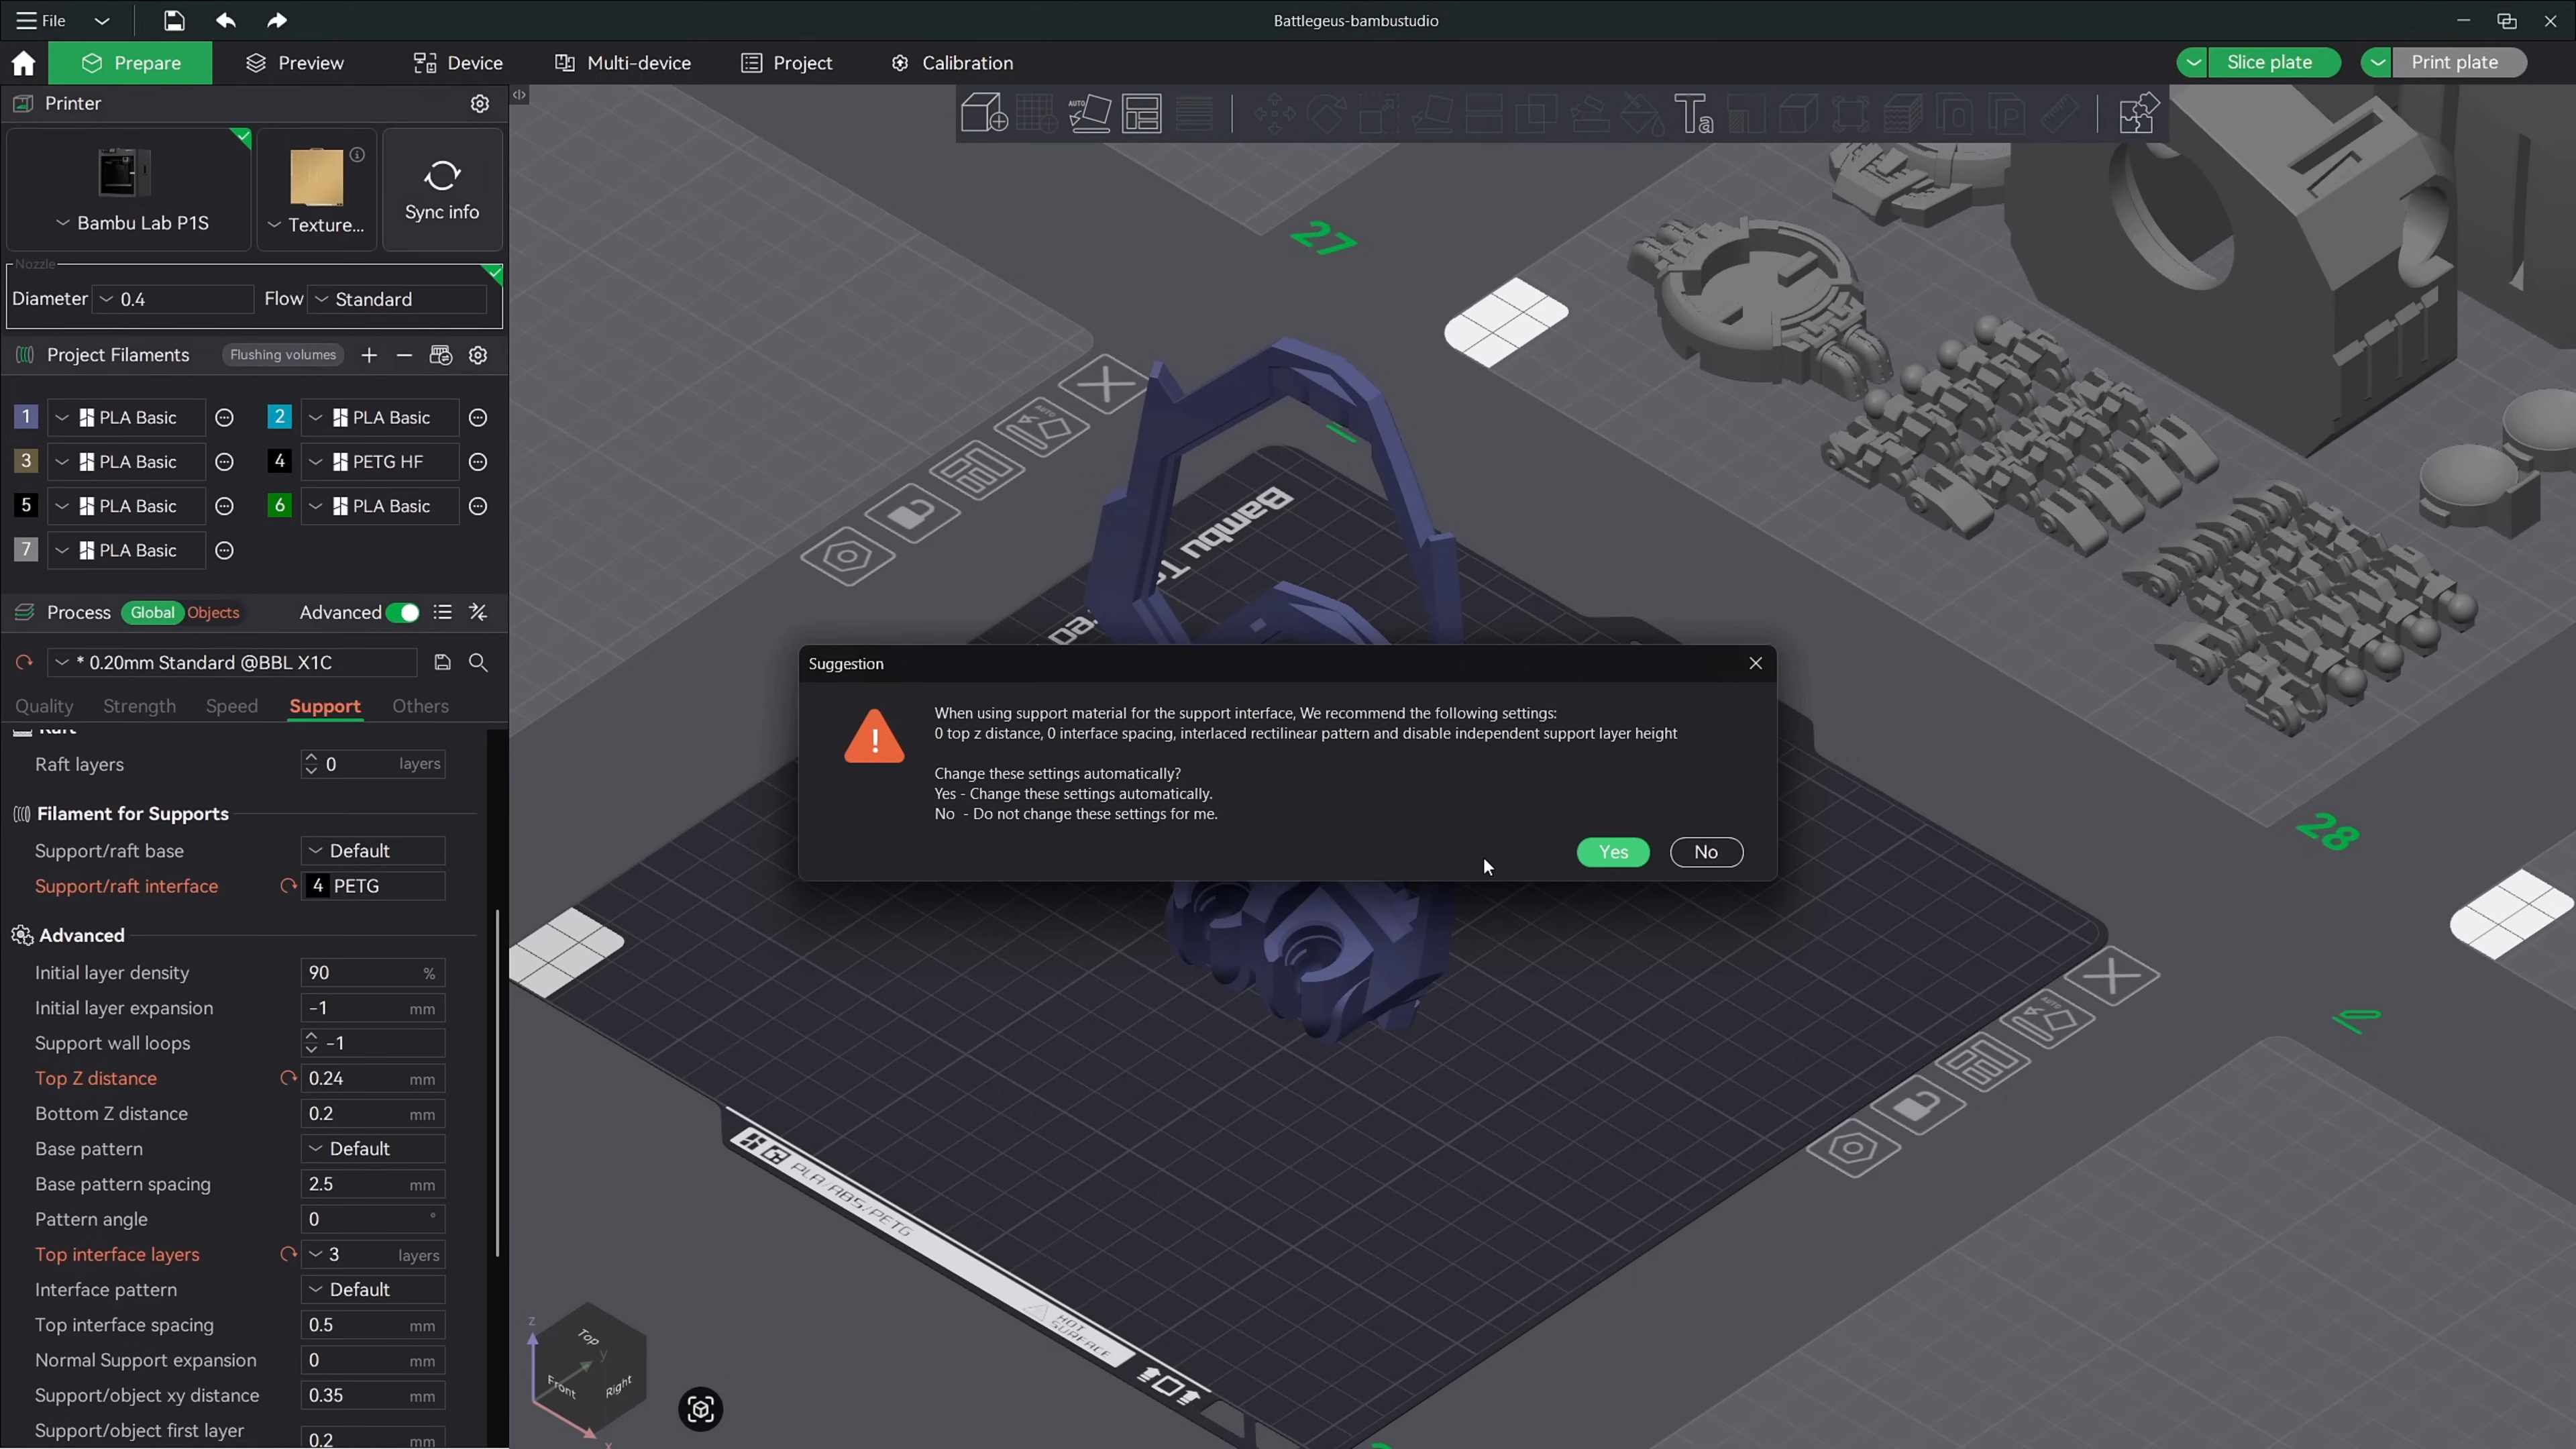 File
Battlegeus-bambustudio
Prepare
Preview
Device
Multi-device
Project
Calibration
Slice plate
Print plate
Printer
Bambu Lab P1S
Texture...
Sync info
Nozzle
Diameter 0.4 Flow Standard
Project Filaments Flushing volumes
1 PLA Basic 2 PLA Basic
3 PLA Basic 4 PETG HF
5 PLA Basic 6 PLA Basic
7 PLA Basic
Process Global Objects Advanced
* 0.20mm Standard @BBL X1C
Quality Strength Speed Support Others
Raft
Raft layers 0 layers
Filament for Supports
Support/raft base Default
Support/raft interface 4 PETG
Advanced
Initial layer density 90 %
Initial layer expansion -1 mm
Support wall loops -1
Top Z distance 0.24 mm
Bottom Z distance 0.2 mm
Base pattern Default
Base pattern spacing 2.5 mm
Pattern angle 0 °
Top interface layers 3 layers
Interface pattern Default
Top interface spacing 0.5 mm
Normal Support expansion 0 mm
Support/object xy distance 0.35 mm
Support/object first layer 0.2 mm
AUTO
Ta
27
AUTO
Bambu
Suggestion
When using support material for the support interface, We recommend the following settings:
0 top z distance, 0 interface spacing, interlaced rectilinear pattern and disable independent support layer height
Change these settings automatically?
Yes - Change these settings automatically.
No - Do not change these settings for me.
Yes
No
28
AUTO
PLA/ABS/PETG
HOT
SURFACE
z
Top
y
Front
Right
x